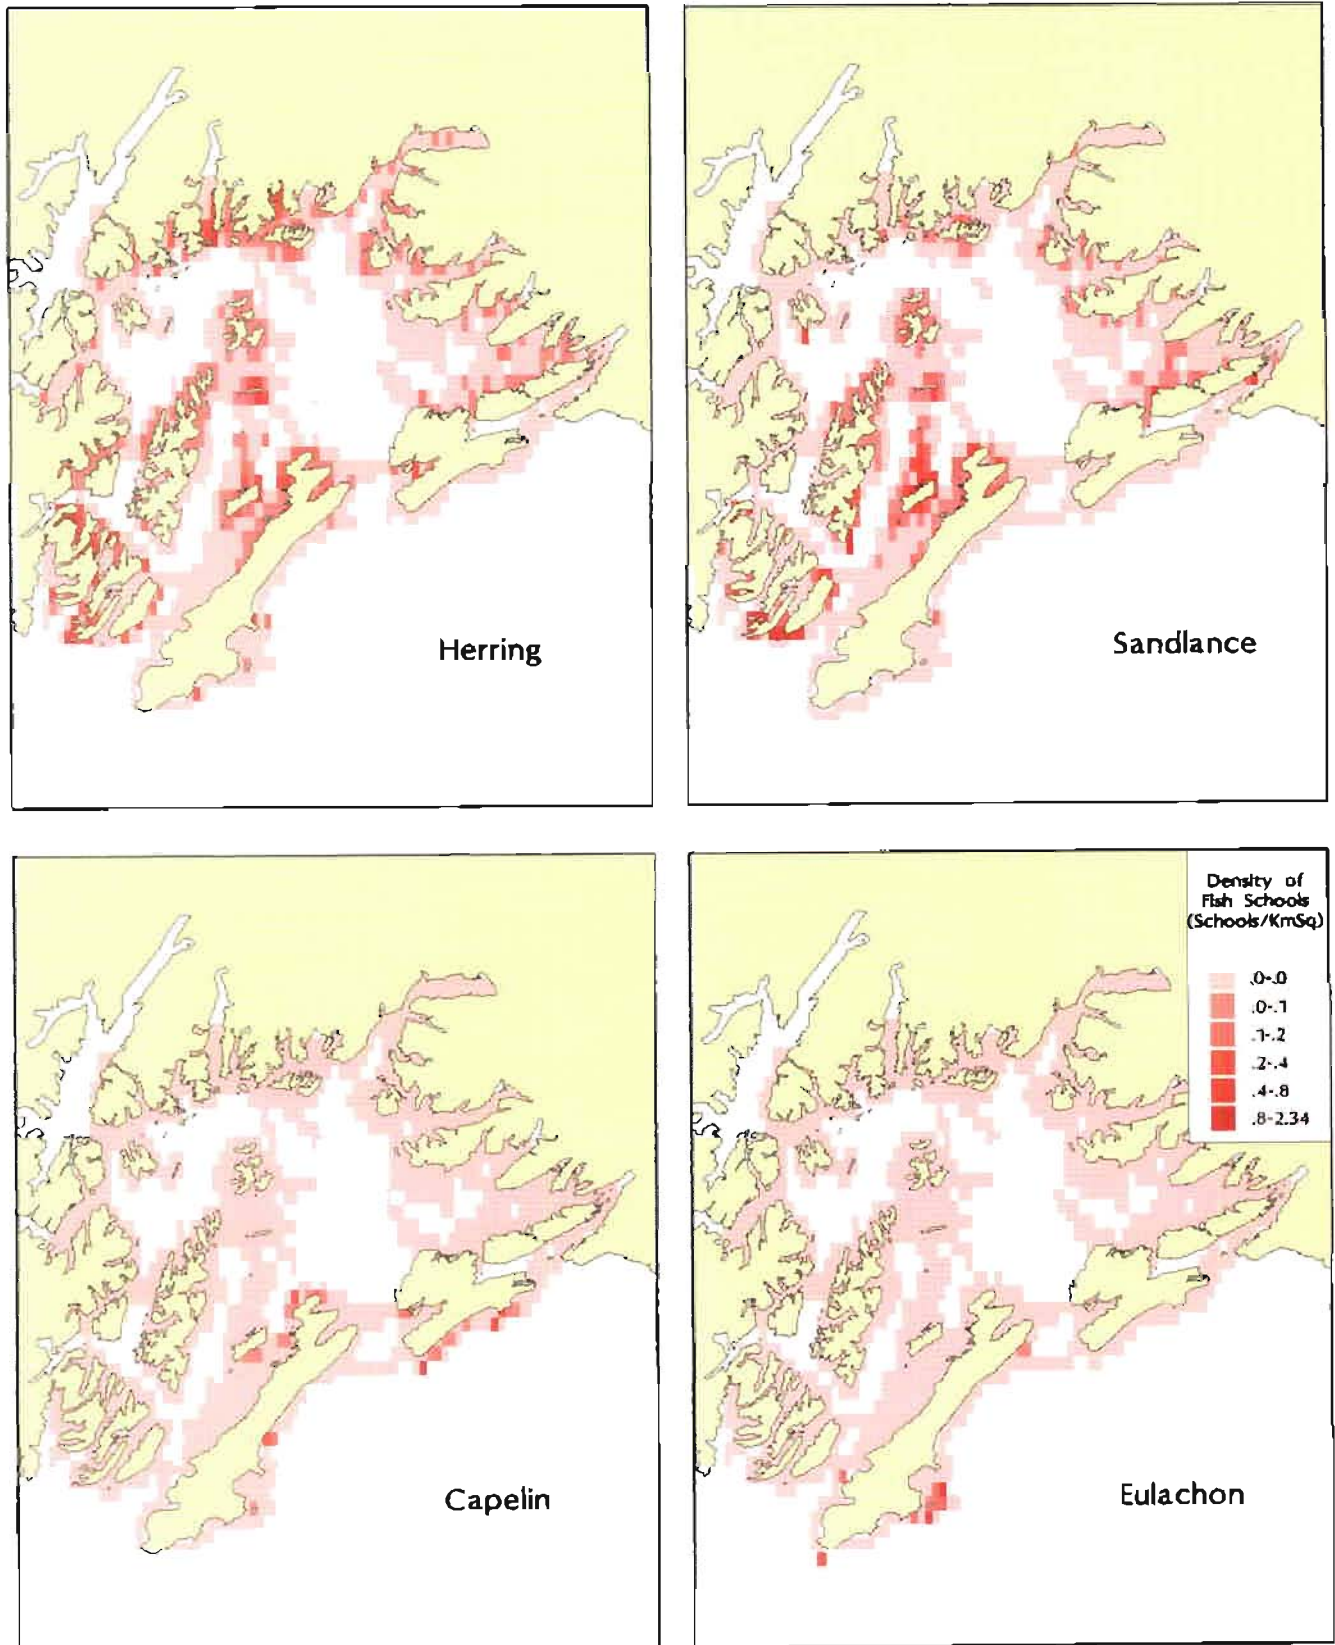 Herring
Sandlance
Capelin
Eulachon
Density of
Fish Schools
(Schools/KmSq)
.0-.0
.0-.1
.1-.2
.2-.4
.4-.8
.8-2.34